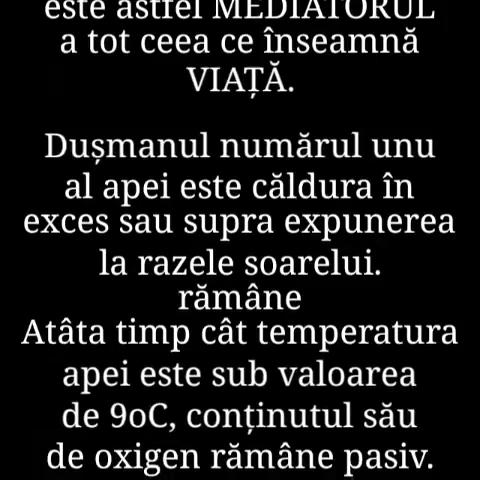 este astfel MEDIATORUL
a tot ceea ce înseamnă
VIAȚĂ.
Dușmanul numărul unu
al apei este căldura în
exces sau supra expunerea
la razele soarelui.
rămâne
Atâta timp cât temperatura
apei este sub valoarea
de 9oC, conținutul său
de oxigen rămâne pasiv.